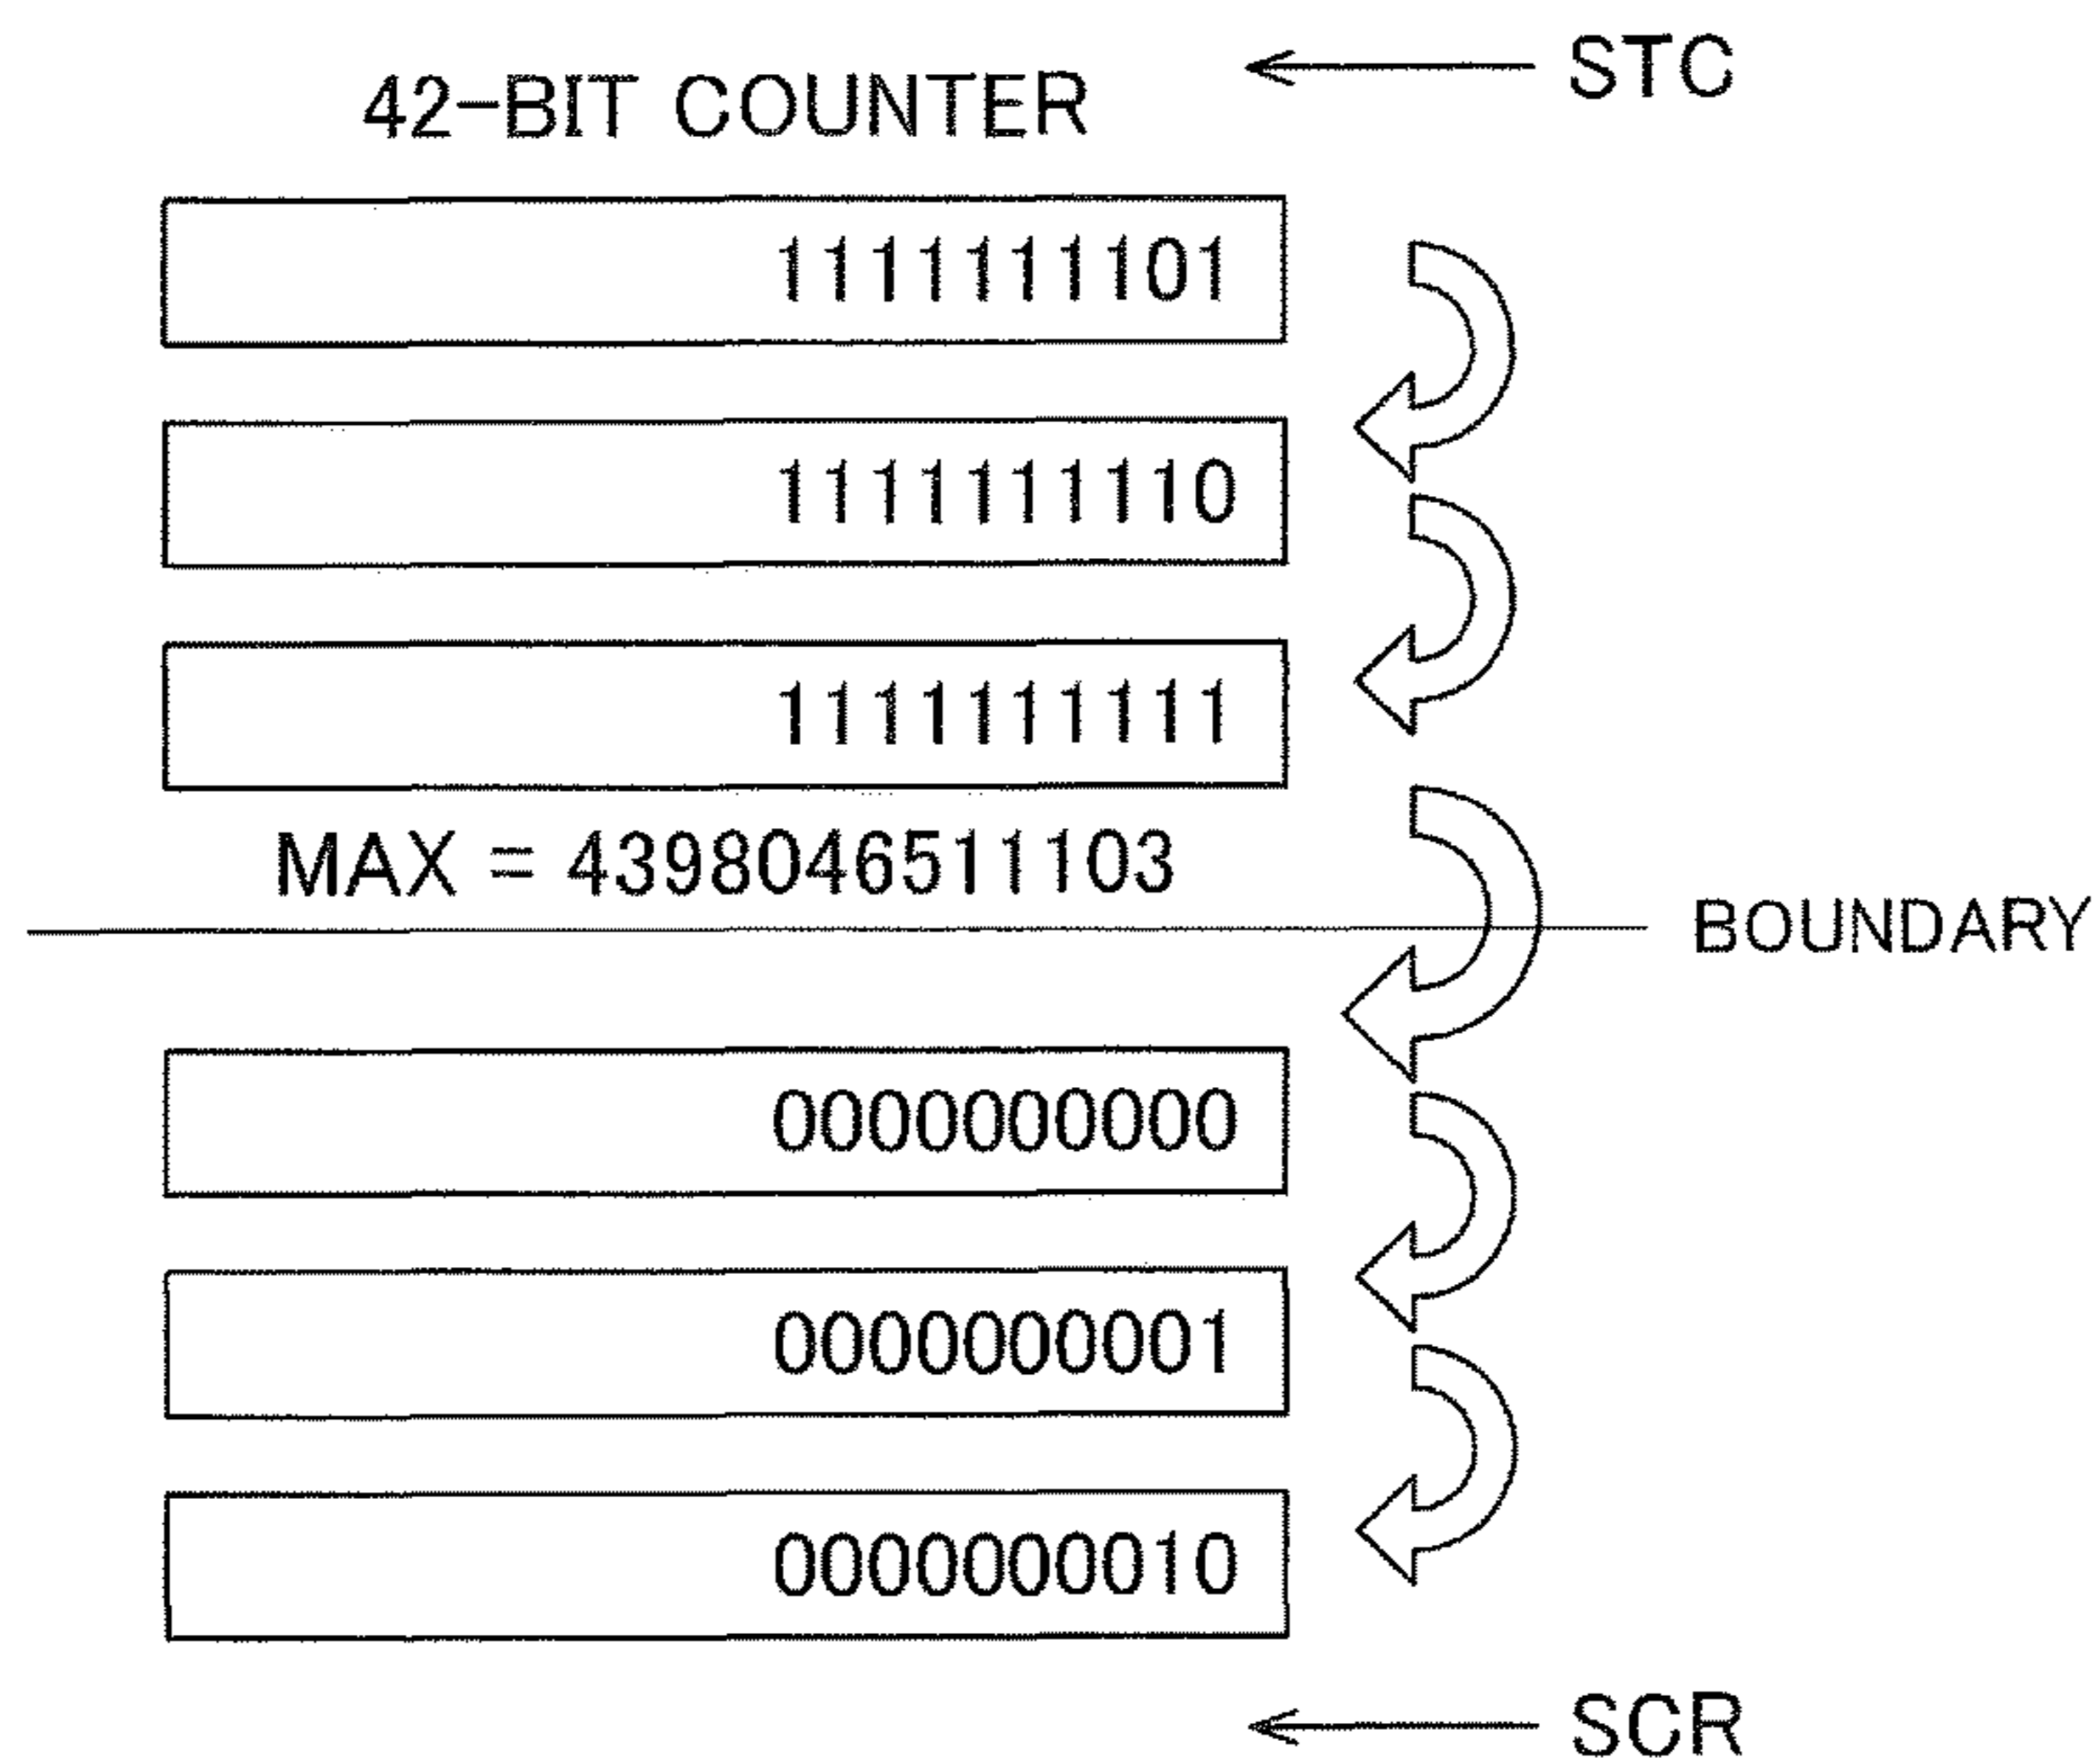 STC
42-BIT COUNTER
1111111101
1111111110
1111111111
MAX = 4398046511103
BOUNDARY
0000000000
0000000001
0000000010
SCR